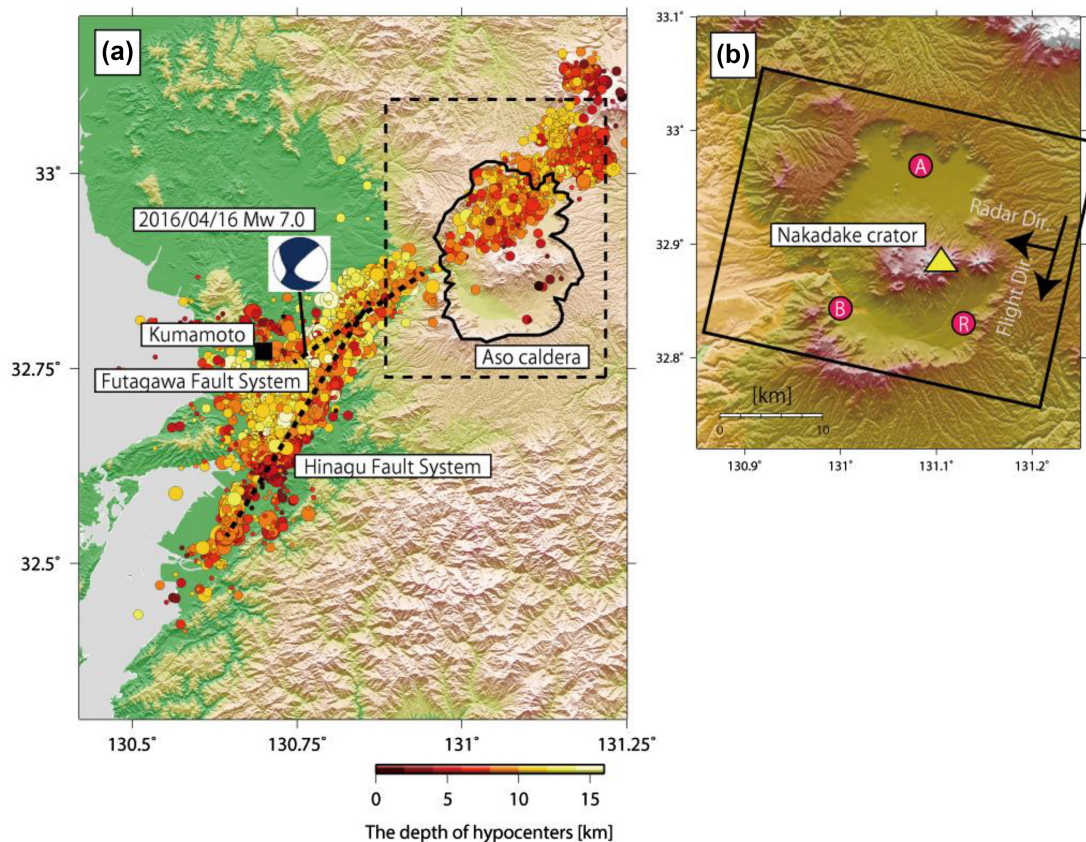 (a)
33˚
2016/04/16 Mw 7.0
Kumamoto
Futagawa Fault System
Aso caldera
32.75˚
Hinagu Fault System
32.5˚
130.5˚
130.75˚
131˚
131.25˚
0
5
10
15
The depth of hypocenters [km]
33.1˚
(b)
33˚
A
Radar Dir.
32.9˚
Nakadake crator
Flight Dir.
B
R
32.8˚
[km]
0
10
130.9˚
131˚
131.1˚
131.2˚